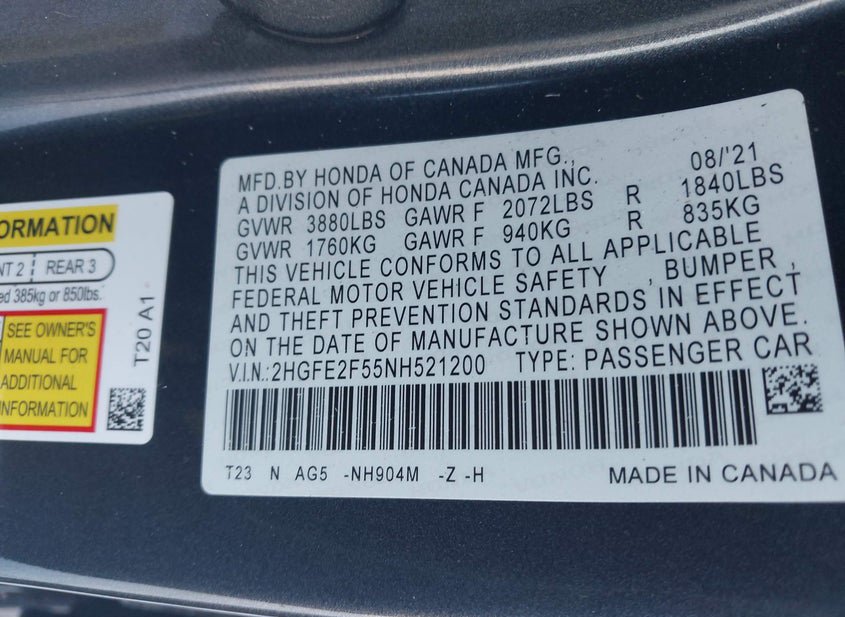 ORMATION
NT 2 REAR 3
ed 385kg or 850lbs.
SEE OWNER'S
MANUAL FOR
ADDITIONAL
INFORMATION
T20 A1
MFD.BY HONDA OF CANADA MFG., 08/'21
A DIVISION OF HONDA CANADA INC.
GVWR 3880LBS GAWR F 2072LBS R 1840LBS
GVWR 1760KG GAWR F 940KG R 835KG
THIS VEHICLE CONFORMS TO ALL APPLICABLE
FEDERAL MOTOR VEHICLE SAFETY , BUMPER ,
AND THEFT PREVENTION STANDARDS IN EFFECT
ON THE DATE OF MANUFACTURE SHOWN ABOVE.
V.I.N.:2HGFE2F55NH521200 TYPE: PASSENGER CAR
T23 N AG5 -NH904M -Z -H MADE IN CANADA